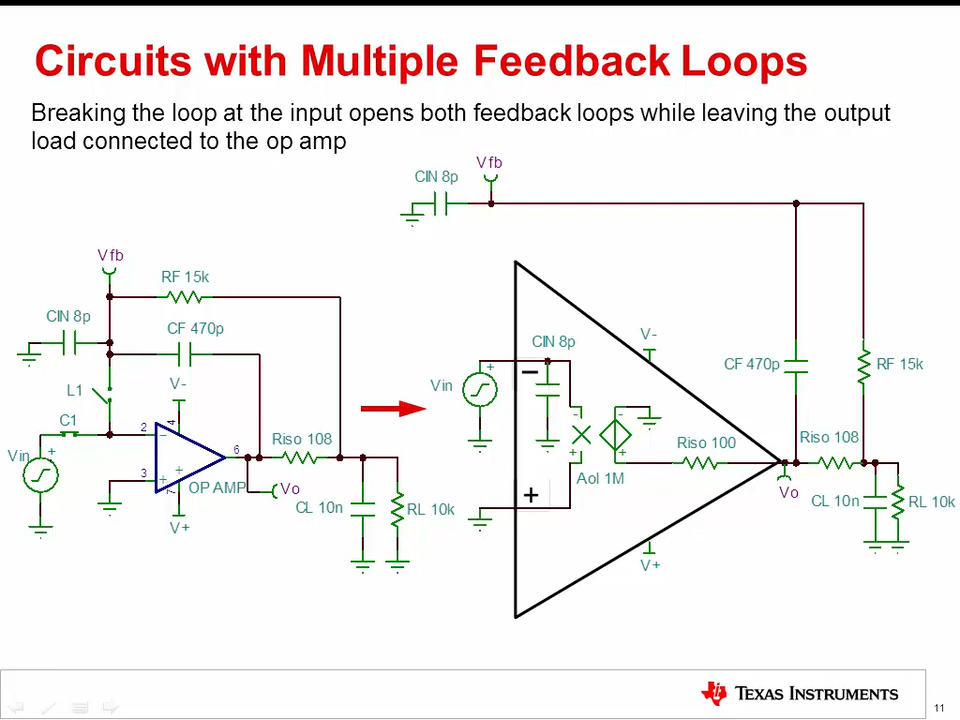 Circuits with Multiple Feedback Loops
Breaking the loop at the input opens both feedback loops while leaving the output
load connected to the op amp
Vfb
RF 15k
CIN 8p
CF 470p
L1
V-
C1
2
4
Vin
+
−
3
+
+
7
6
OP AMP
V+
Riso 108
Vo
CL 10n
RL 10k
Vfb
CIN 8p
V-
CIN 8p
CF 470p
RF 15k
Vin
+
−
-
-
+
+
Aol 1M
Riso 100
Riso 108
+
Vo
CL 10n
RL 10k
V+
TEXAS INSTRUMENTS
11